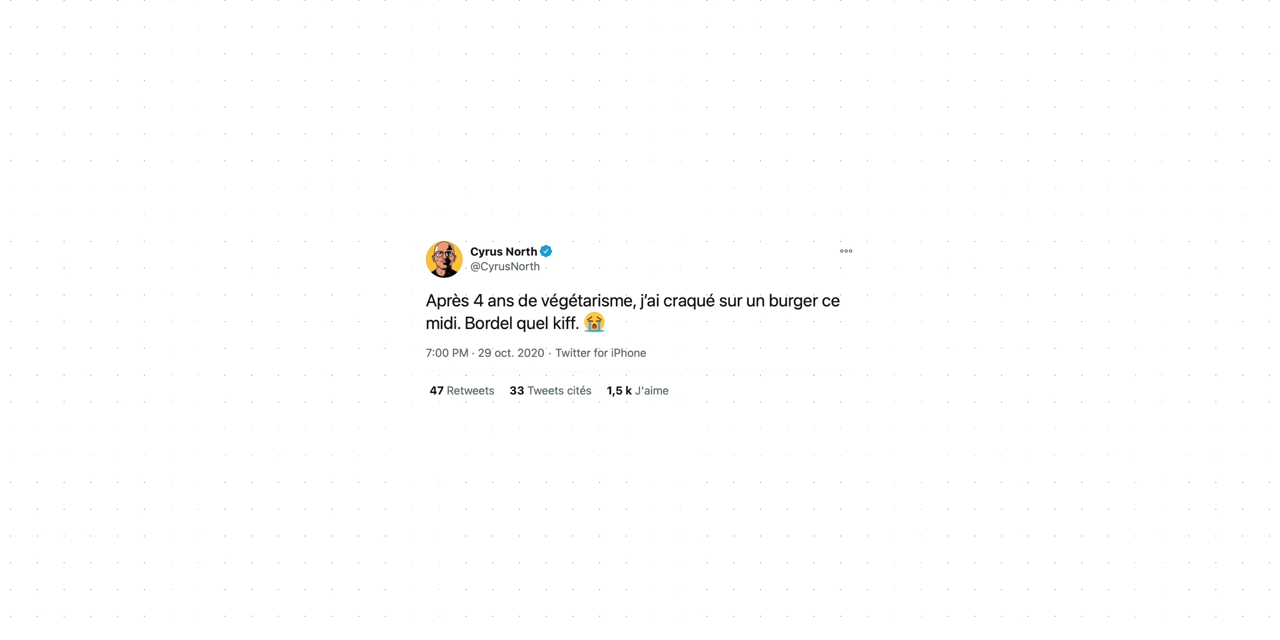 Cyrus North
@CyrusNorth
Après 4 ans de végétarisme, j’ai craqué sur un burger ce
midi. Bordel quel kiff. 😭
7:00 PM · 29 oct. 2020 · Twitter for iPhone
47 Retweets 33 Tweets cités 1,5 k J'aime